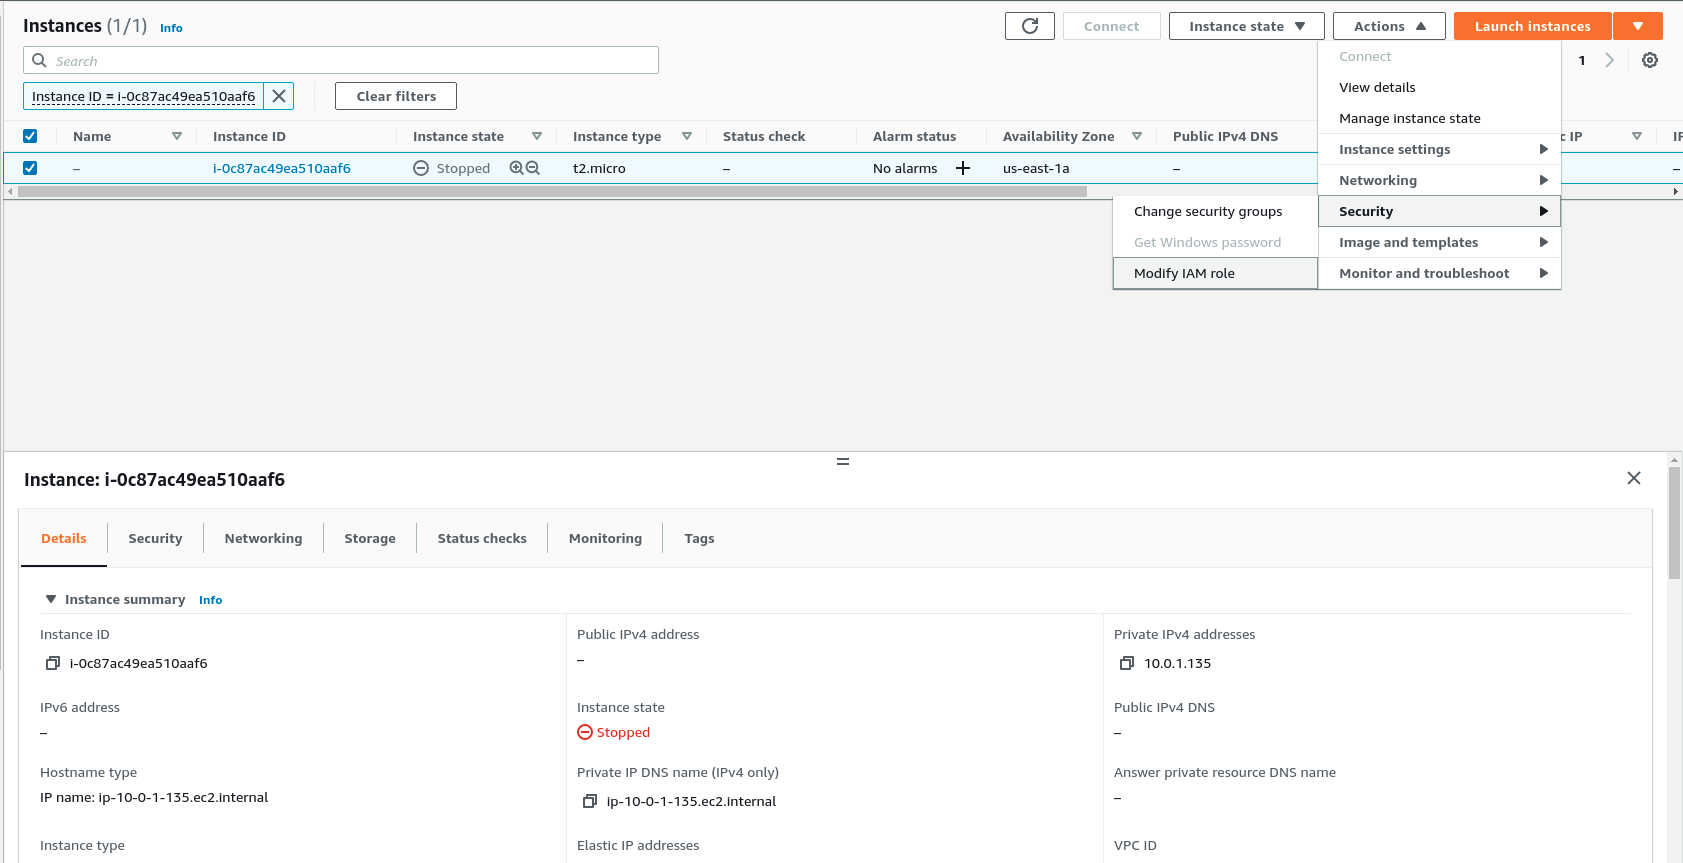 Instances (1/1) Info
Connect
Instance state
Actions
Launch instances
Search
1
Instance ID = i-0c87ac49ea510aaf6
Clear filters
Connect
View details
Manage instance state
Instance settings
Networking
Security
Image and templates
Monitor and troubleshoot
Change security groups
Get Windows password
Modify IAM role
Name Instance ID Instance state Instance type Status check Alarm status Availability Zone Public IPv4 DNS c IP IP
– i-0c87ac49ea510aaf6 Stopped t2.micro – No alarms us-east-1a – –
Instance: i-0c87ac49ea510aaf6
Details Security Networking Storage Status checks Monitoring Tags
Instance summary Info
Instance ID
i-0c87ac49ea510aaf6
Public IPv4 address
–
Private IPv4 addresses
10.0.1.135
IPv6 address
–
Instance state
Stopped
Public IPv4 DNS
–
Hostname type
IP name: ip-10-0-1-135.ec2.internal
Private IP DNS name (IPv4 only)
ip-10-0-1-135.ec2.internal
Answer private resource DNS name
–
Instance type
Elastic IP addresses
VPC ID